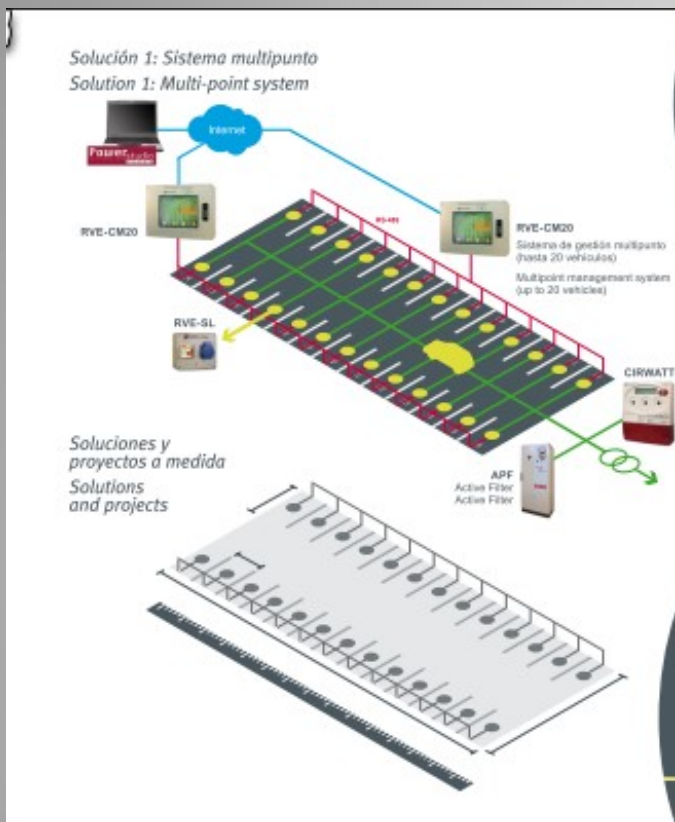 Solución 1: Sistema multipunto
Solution 1: Multi-point system
Internet
Power studio
RVE-CM20
RS-485
RVE-CM20
Sistema de gestión multipunto
(hasta 20 vehículos)
Multipoint management system
(up to 20 vehicles)
RVE-SL
CIRWATT
Soluciones y
proyectos a medida
Solutions
and projects
APF
Active Filter
Active Filter